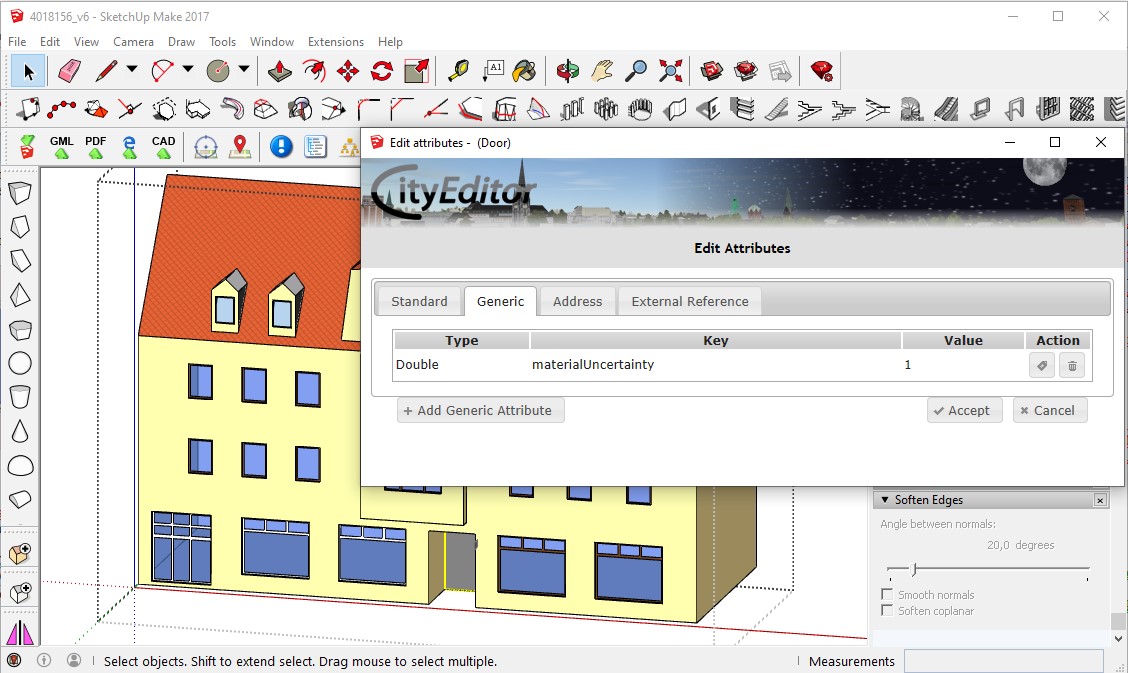 4018156_v6 - SketchUp Make 2017
File Edit View Camera Draw Tools Window Extensions Help
A1
GML PDF CAD
Edit attributes - (Door)
CityEditor
Edit Attributes
Standard Generic Address External Reference
Type Key Value Action
Double materialUncertainty 1
+ Add Generic Attribute Accept Cancel
Soften Edges
Angle between normals:
20,0 degrees
Smooth normals
Soften coplanar
Select objects. Shift to extend select. Drag mouse to select multiple. Measurements